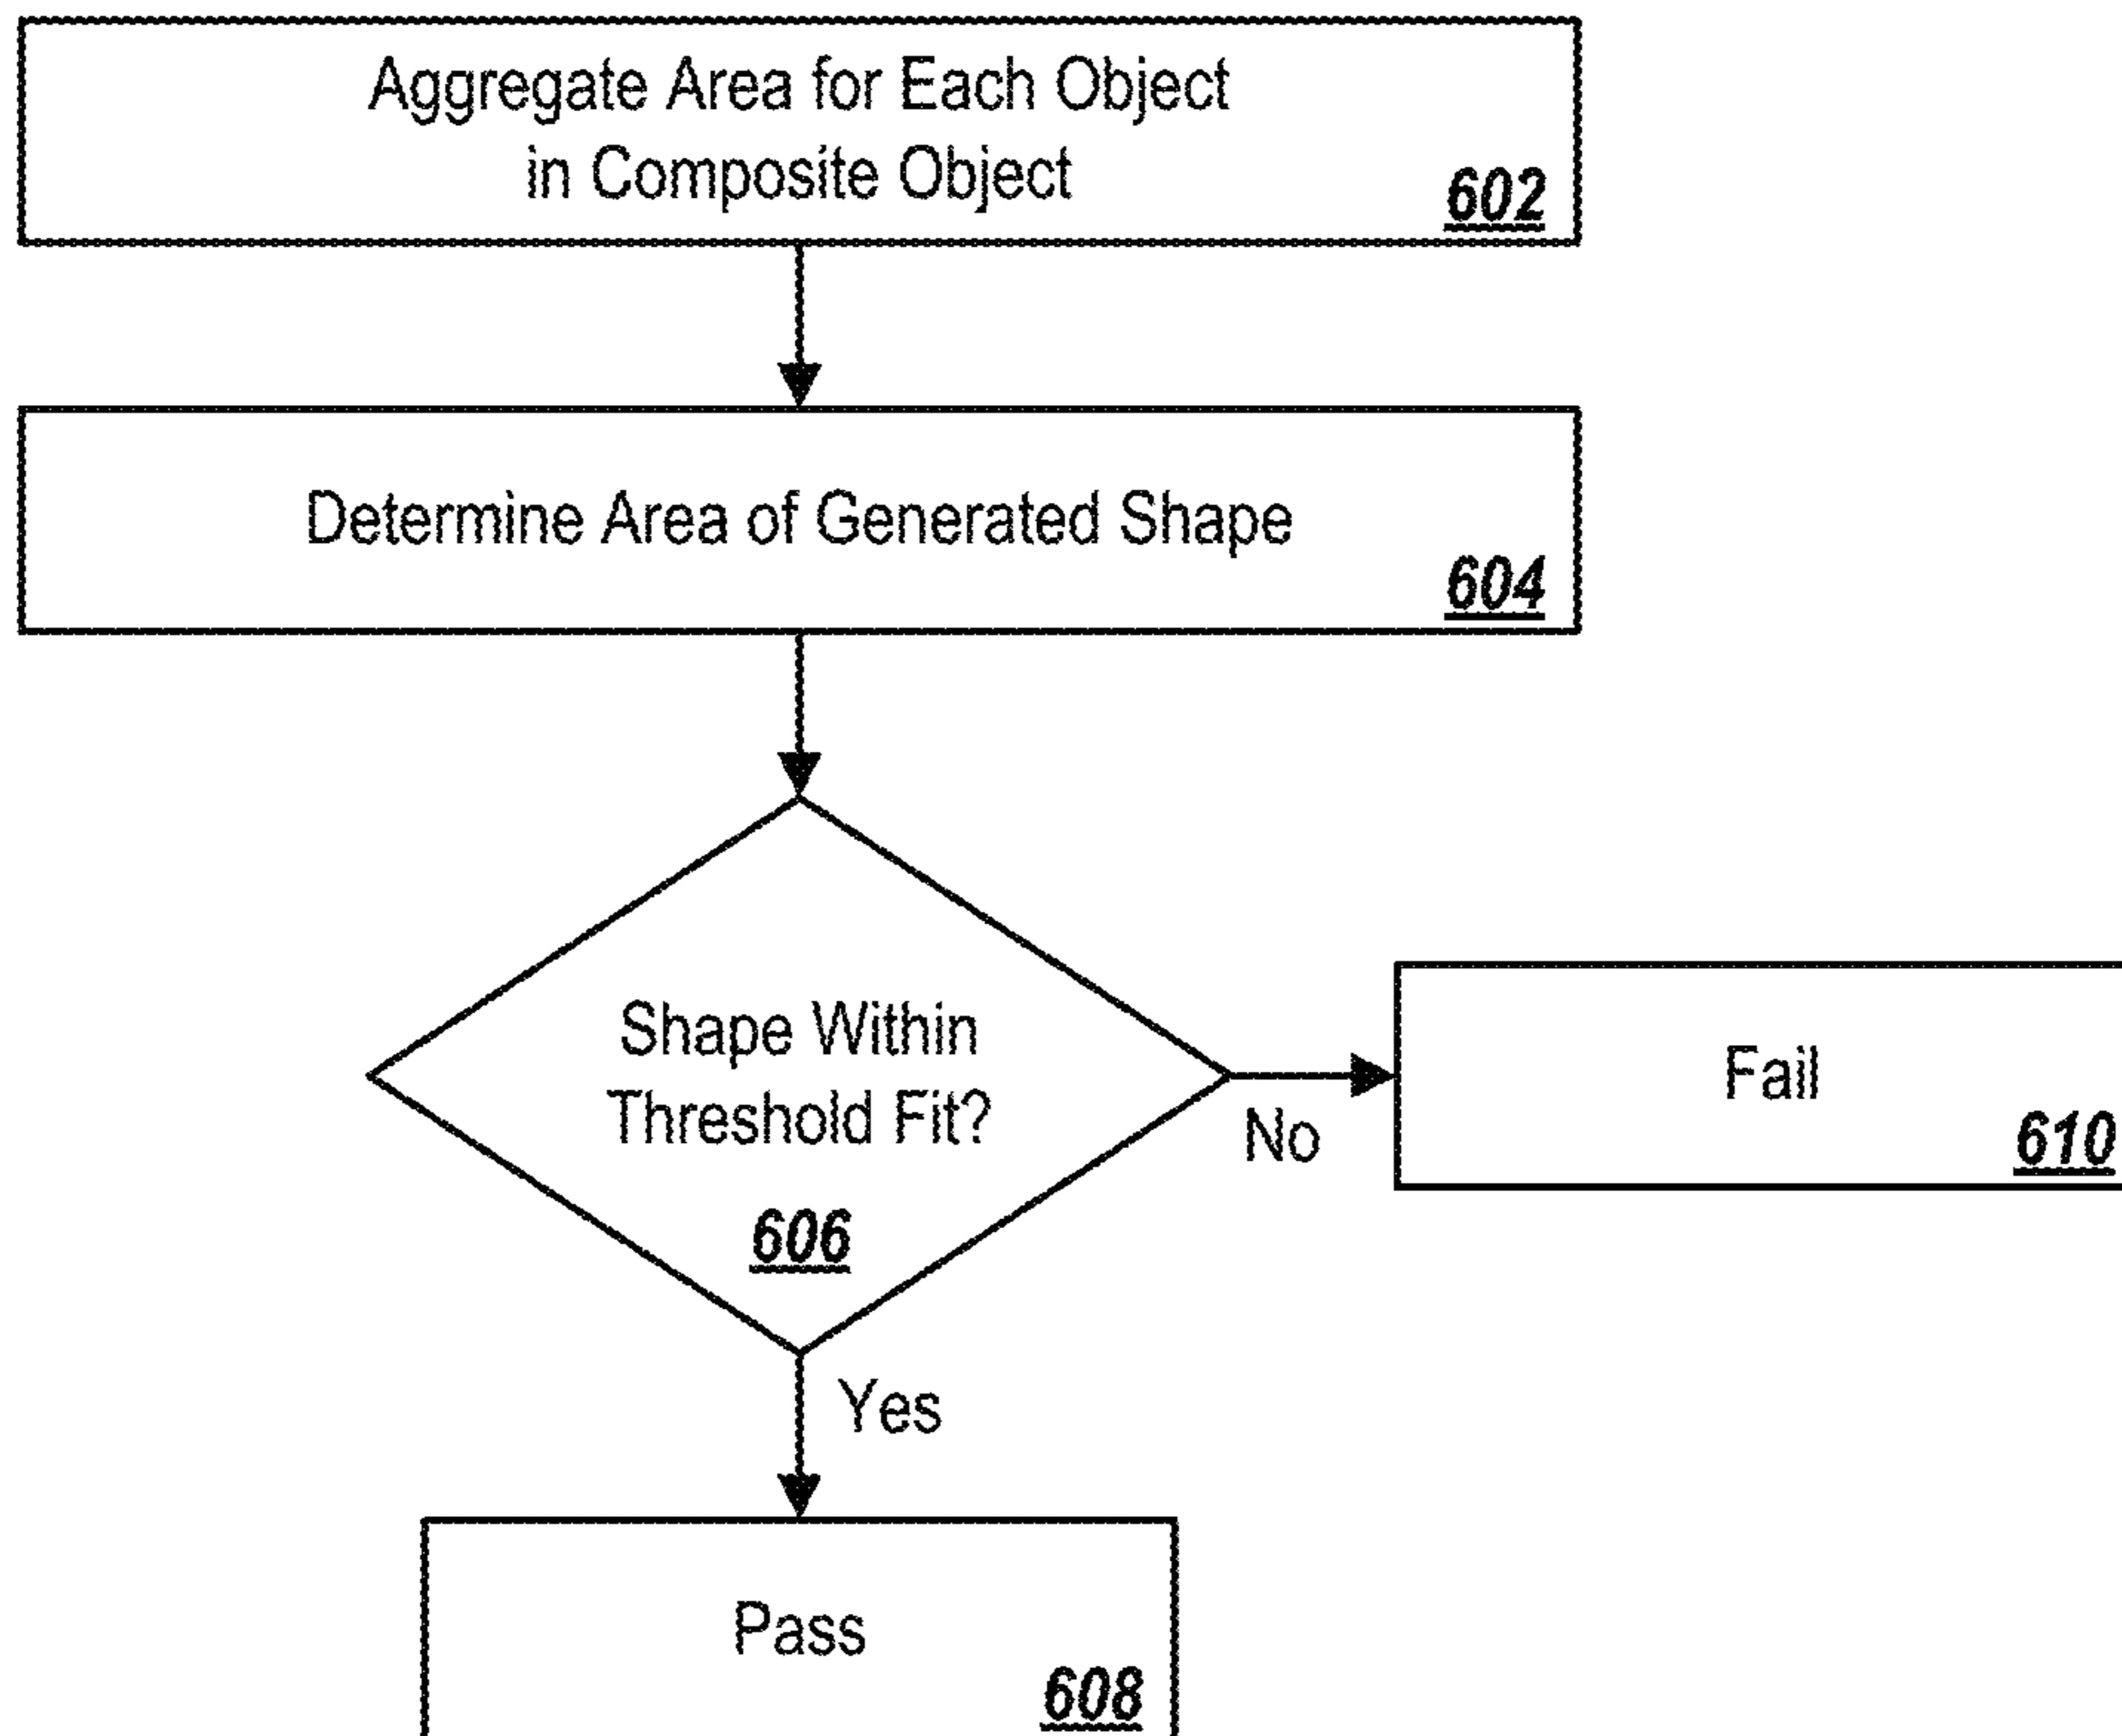 Aggregate Area for Each Object
in Composite Object
602
Determine Area of Generated Shape
604
Shape Within
Threshold Fit?
606
No
Fail
610
Yes
Pass
608